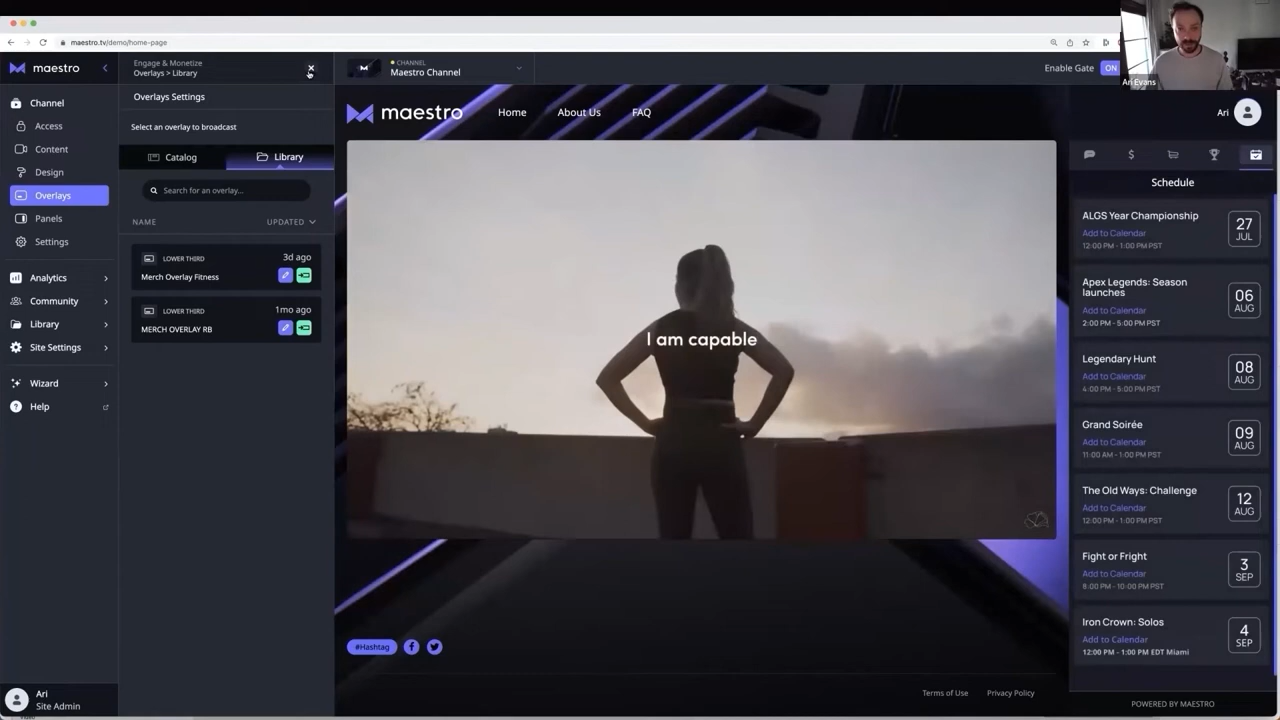 maestro.tv/demo/home-page
Ari Evans
maestro
Channel
Access
Content
Design
Overlays
Panels
Settings
Analytics
Community
Library
Site Settings
Wizard
Help
Ari
Site Admin
Engage & Monetize
Overlays > Library
Overlays Settings
Select an overlay to broadcast
Catalog
Library
Search for an overlay...
NAME
UPDATED
LOWER THIRD
3d ago
Merch Overlay Fitness
LOWER THIRD
1mo ago
MERCH OVERLAY RB
CHANNEL
Maestro Channel
Enable Gate
ON
maestro
Home
About Us
FAQ
Ari
I am capable
#Hashtag
Terms of Use
Privacy Policy
Schedule
ALGS Year Championship
Add to Calendar
12:00 PM - 1:00 PM PST
27
JUL
Apex Legends: Season
launches
Add to Calendar
2:00 PM - 5:00 PM PST
06
AUG
Legendary Hunt
Add to Calendar
4:00 PM - 5:00 PM PST
08
AUG
Grand Soirée
Add to Calendar
11:00 AM - 1:00 PM PST
09
AUG
The Old Ways: Challenge
Add to Calendar
12:00 PM - 1:00 PM PST
12
AUG
Fight or Fright
Add to Calendar
8:00 PM - 10:00 PM PST
3
SEP
Iron Crown: Solos
Add to Calendar
12:00 PM - 1:00 PM EDT Miami
4
SEP
POWERED BY MAESTRO